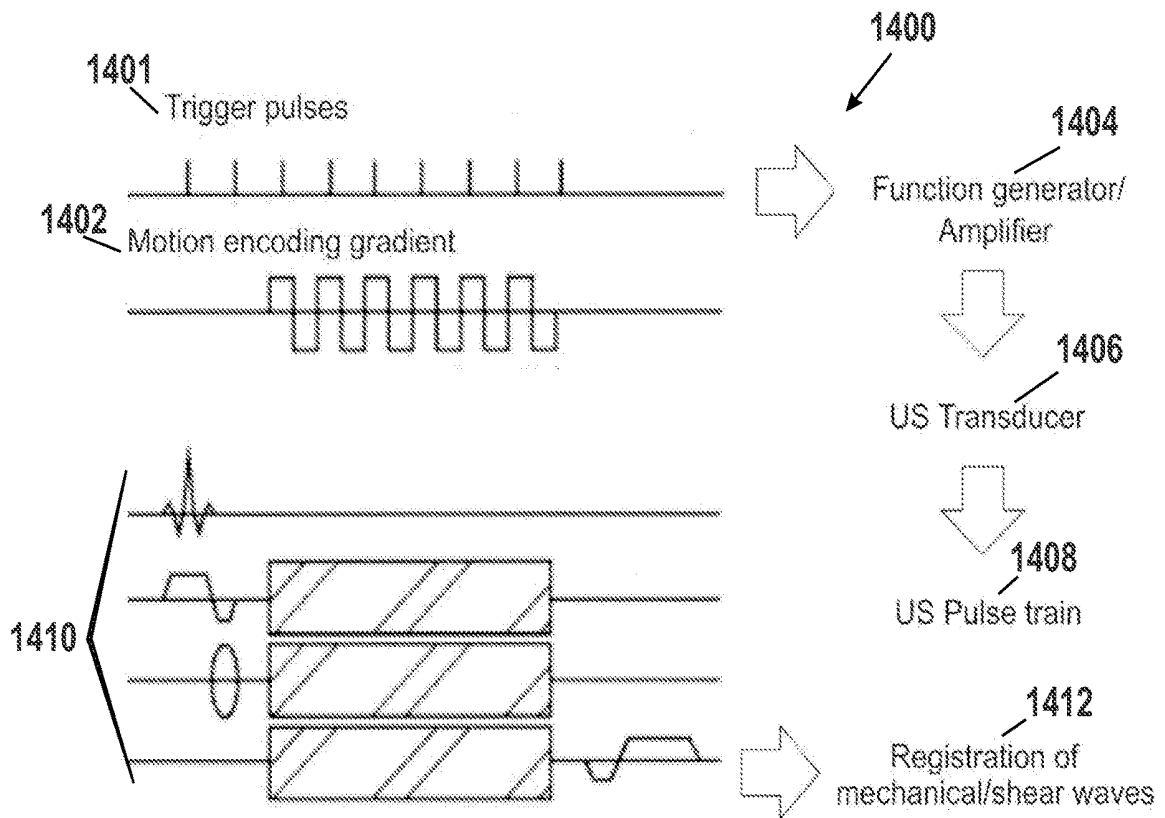 1400
1401
Trigger pulses
1404
Function generator/
Amplifier
1402
Motion encoding gradient
1406
US Transducer
1408
US Pulse train
1410
1412
Registration of
mechanical/shear waves